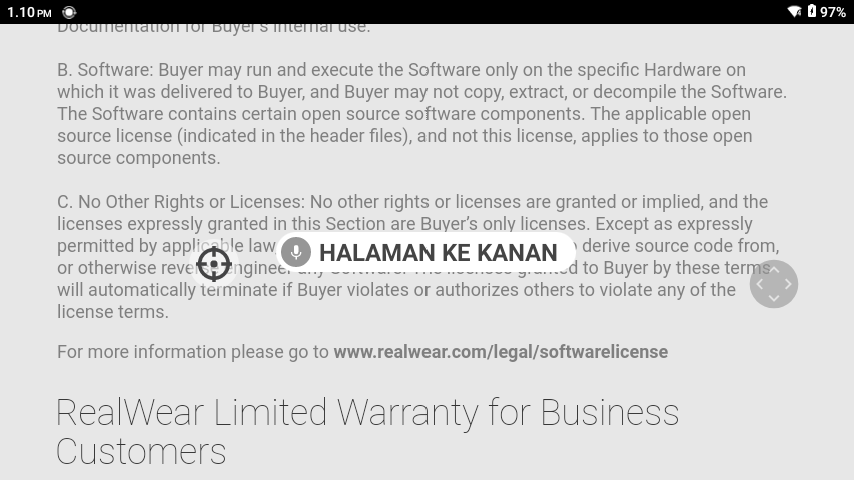 1.10 PM
97%
Documentation for Buyer's internal use.
B. Software: Buyer may run and execute the Software only on the specific Hardware on
which it was delivered to Buyer, and Buyer may not copy, extract, or decompile the Software.
The Software contains certain open source software components. The applicable open
source license (indicated in the header files), and not this license, applies to those open
source components.
C. No Other Rights or Licenses: No other rights or licenses are granted or implied, and the
licenses expressly granted in this Section are Buyer's only licenses. Except as expressly
permitted by applicable law
derive source code from,
HALAMAN KE KANAN
or otherwise reverse engineer any Software. The licenses granted to Buyer by these terms
will automatically terminate if Buyer violates or authorizes others to violate any of the
license terms.
For more information please go to www.realwear.com/legal/softwarelicense
RealWear Limited Warranty for Business
Customers